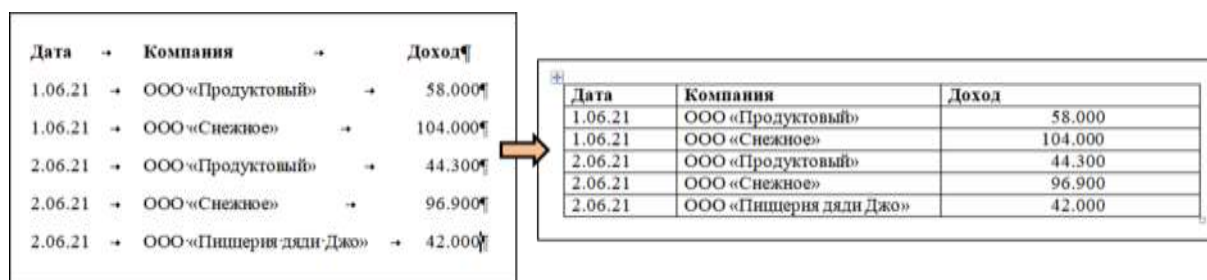 Дата → Компания → Доход¶
1.06.21 → ООО·«Продуктовый» → 58.000¶
1.06.21 → ООО·«Снежное» → 104.000¶
2.06.21 → ООО·«Продуктовый» → 44.300¶
2.06.21 → ООО·«Снежное» → 96.900¶
2.06.21 → ООО·«Пиццерия·дяди·Джо» → 42.000¶
Дата Компания Доход
1.06.21 ООО «Продуктовый» 58.000
1.06.21 ООО «Снежное» 104.000
2.06.21 ООО «Продуктовый» 44.300
2.06.21 ООО «Снежное» 96.900
2.06.21 ООО «Пиццерия дяди Джо» 42.000